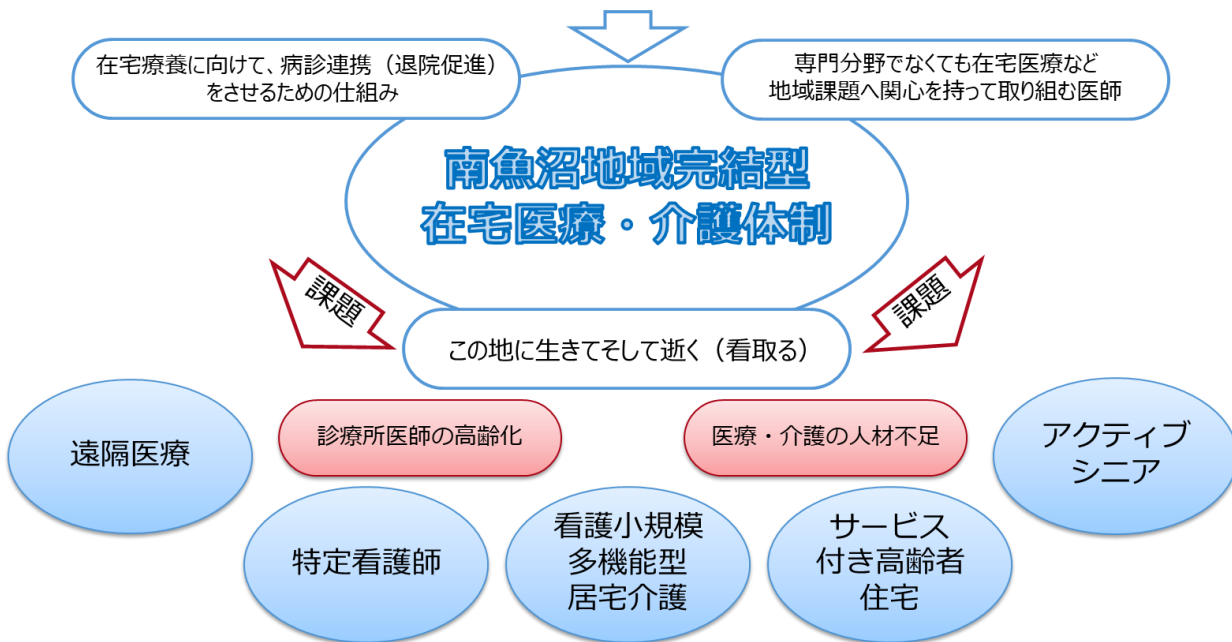 在宅療養に向けて、病診連携（退院促進）
をさせるための仕組み
専門分野でなくても在宅医療など
地域課題へ関心を持って取り組む医師
南魚沼地域完結型
在宅医療・介護体制
課題
課題
この地に生きてそして逝く（看取る）
遠隔医療
診療所医師の高齢化
医療・介護の人材不足
アクティブ
シニア
特定看護師
看護小規模
多機能型
居宅介護
サービス
付き高齢者
住宅